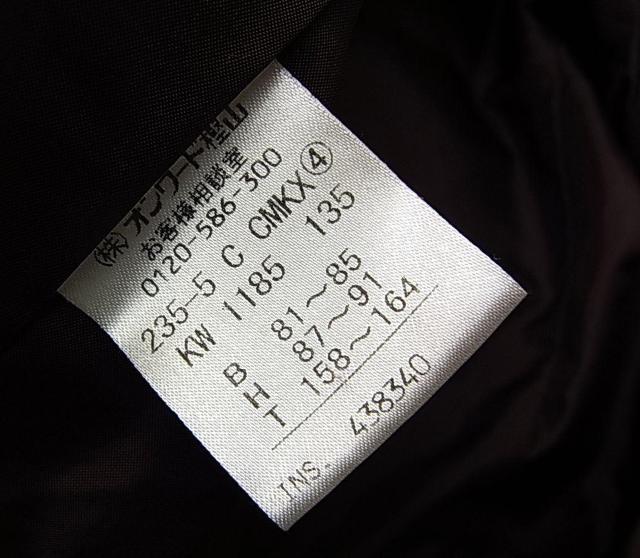 (株)オンワード樫山
お客様相談室
0120-586-300
235-5 C CMKX④
KW 1185 135
B 81～85
H 87～91
T 158～164
INS. 438340